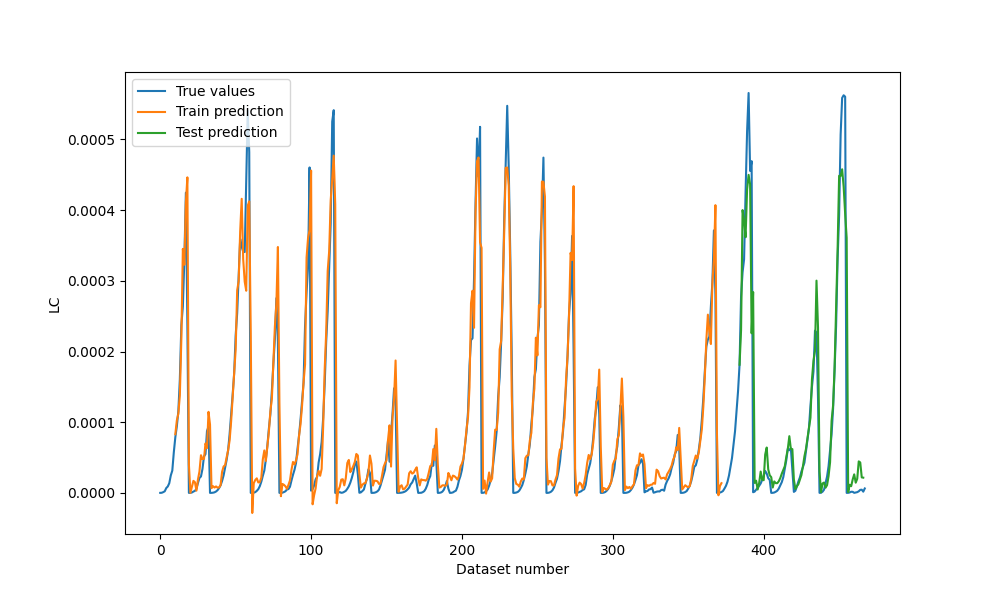 True values
Train prediction
Test prediction
0.0005
0.0004
0.0003
0.0002
0.0001
0.0000
LC
0
100
200
300
400
Dataset number